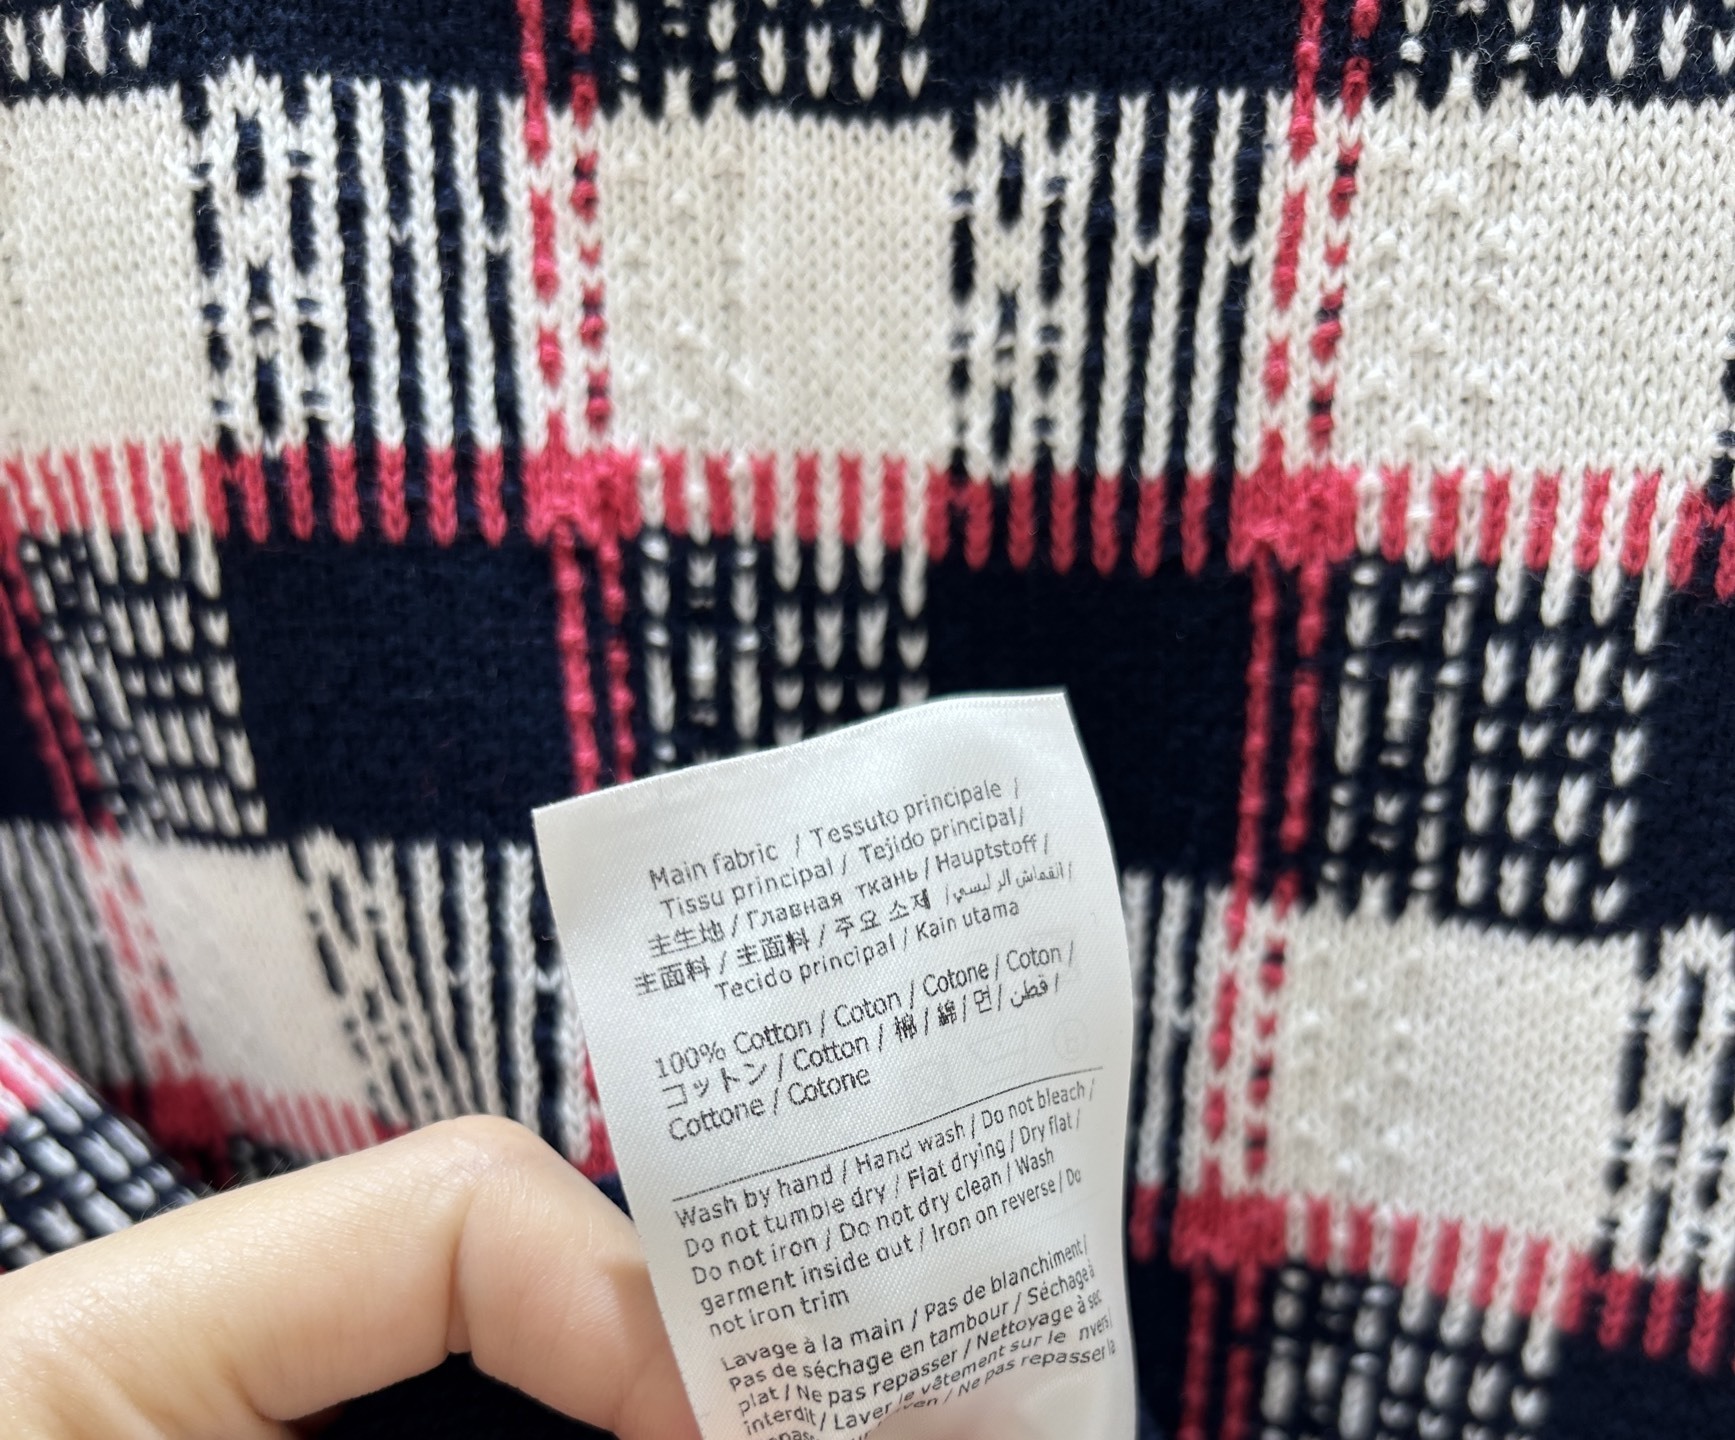 Main fabric / Tessuto principale /
Tissu principal / Tejido principal/
主生地 / Главная ткань / Hauptstoff /
主面料 / 主面料 / 주요 소재 / القماش الرئيسي /
Tecido principal / Kain utama
100% Cotton / Coton / Cotone / Coton /
コットン / Cotton / 棉 / 綿 / 면 / قطن /
Cottone / Cotone
Wash by hand / Hand wash / Do not bleach /
Do not tumble dry / Flat drying / Dry flat /
Do not iron / Do not dry clean / Wash
garment inside out / Iron on reverse / Do
not iron trim
Lavage à la main / Pas de blanchiment /
Pas de séchage en tambour / Séchage à
plat / Ne pas repasser / Nettoyage à sec
interdit / Laver le vêtement sur le nvers/
/ Ne pas repasser la